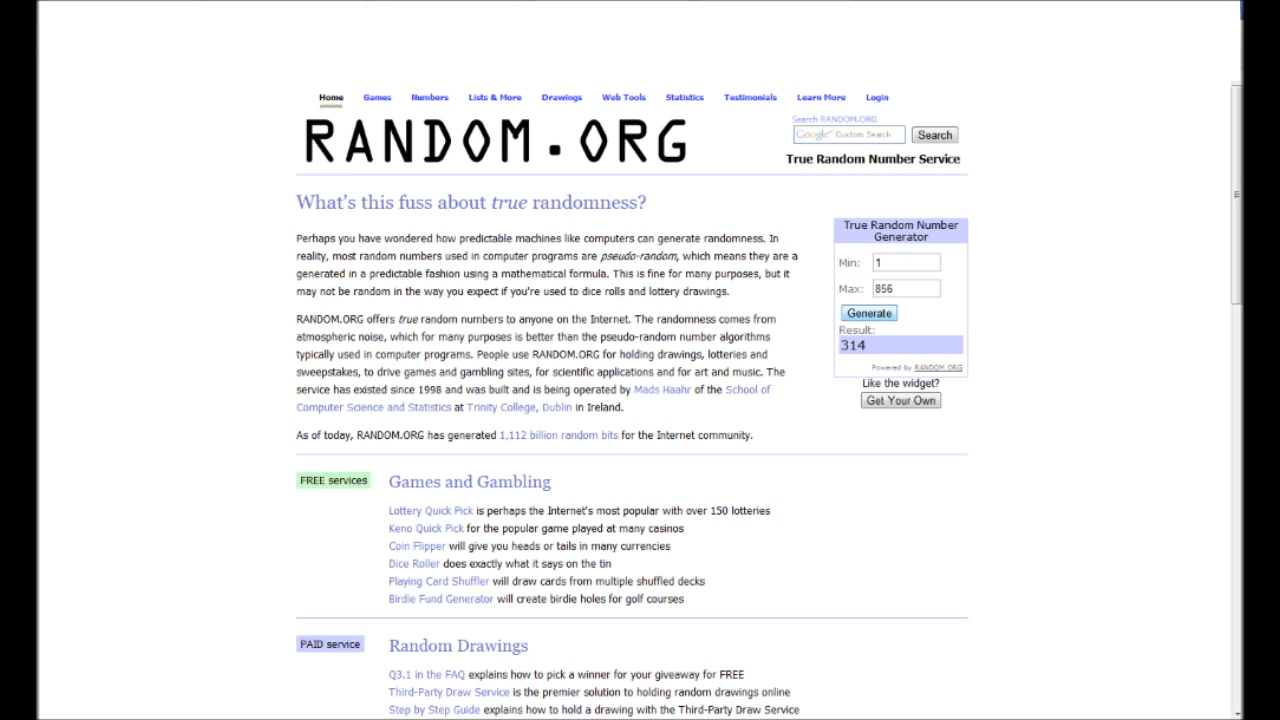 Home Games Numbers Lists & More Drawings Web Tools Statistics Testimonials Learn More Login
RANDOM.ORG
Search RANDOM.ORG
Google™ Custom Search Search
True Random Number Service
What's this fuss about true randomness?
Perhaps you have wondered how predictable machines like computers can generate randomness. In
reality, most random numbers used in computer programs are pseudo-random, which means they are a
generated in a predictable fashion using a mathematical formula. This is fine for many purposes, but it
may not be random in the way you expect if you're used to dice rolls and lottery drawings.
RANDOM.ORG offers true random numbers to anyone on the Internet. The randomness comes from
atmospheric noise, which for many purposes is better than the pseudo-random number algorithms
typically used in computer programs. People use RANDOM.ORG for holding drawings, lotteries and
sweepstakes, to drive games and gambling sites, for scientific applications and for art and music. The
service has existed since 1998 and was built and is being operated by Mads Haahr of the School of
Computer Science and Statistics at Trinity College, Dublin in Ireland.
As of today, RANDOM.ORG has generated 1,112 billion random bits for the Internet community.
True Random Number
Generator
Min: 1
Max: 856
Generate
Result:
314
Powered by RANDOM.ORG
Like the widget?
Get Your Own
FREE services
Games and Gambling
Lottery Quick Pick is perhaps the Internet's most popular with over 150 lotteries
Keno Quick Pick for the popular game played at many casinos
Coin Flipper will give you heads or tails in many currencies
Dice Roller does exactly what it says on the tin
Playing Card Shuffler will draw cards from multiple shuffled decks
Birdie Fund Generator will create birdie holes for golf courses
PAID service
Random Drawings
Q3.1 in the FAQ explains how to pick a winner for your giveaway for FREE
Third-Party Draw Service is the premier solution to holding random drawings online
Step by Step Guide explains how to hold a drawing with the Third-Party Draw Service